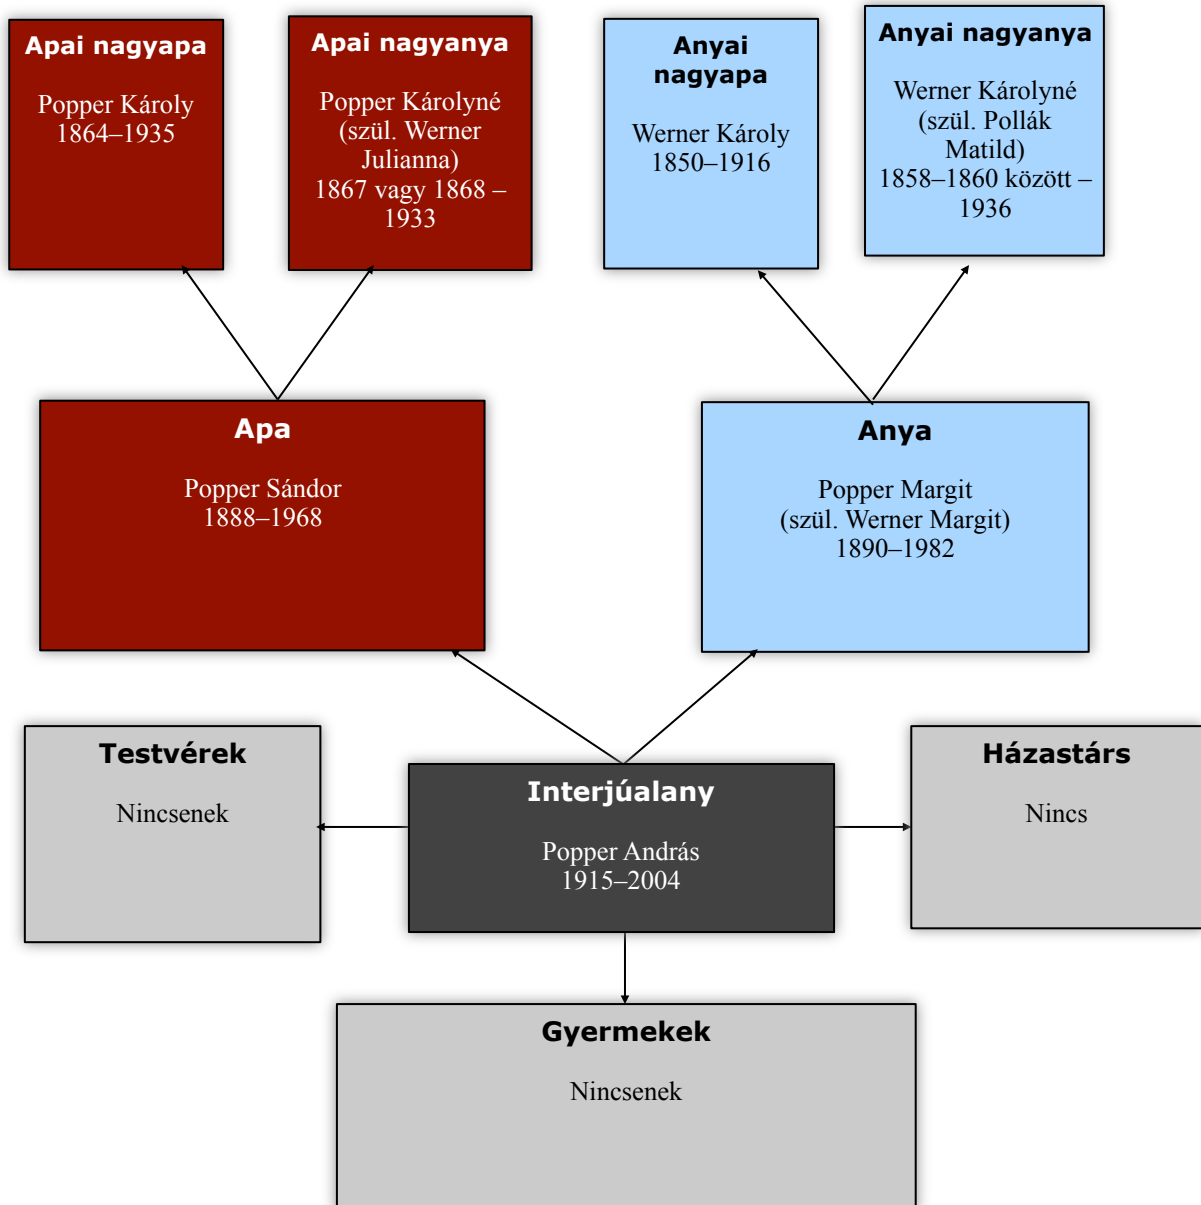 Apai nagyapa
Popper Károly
1864–1935
Apai nagyanya
Popper Károlyné
(szül. Werner
Julianna)
1867 vagy 1868 –
1933
Anyai
nagyapa
Werner Károly
1850–1916
Anyai nagyanya
Werner Károlyné
(szül. Pollák
Matild)
1858–1860 között –
1936
Apa
Popper Sándor
1888–1968
Anya
Popper Margit
(szül. Werner Margit)
1890–1982
Testvérek
Nincsenek
Interjúalany
Popper András
1915–2004
Házastárs
Nincs
Gyermekek
Nincsenek